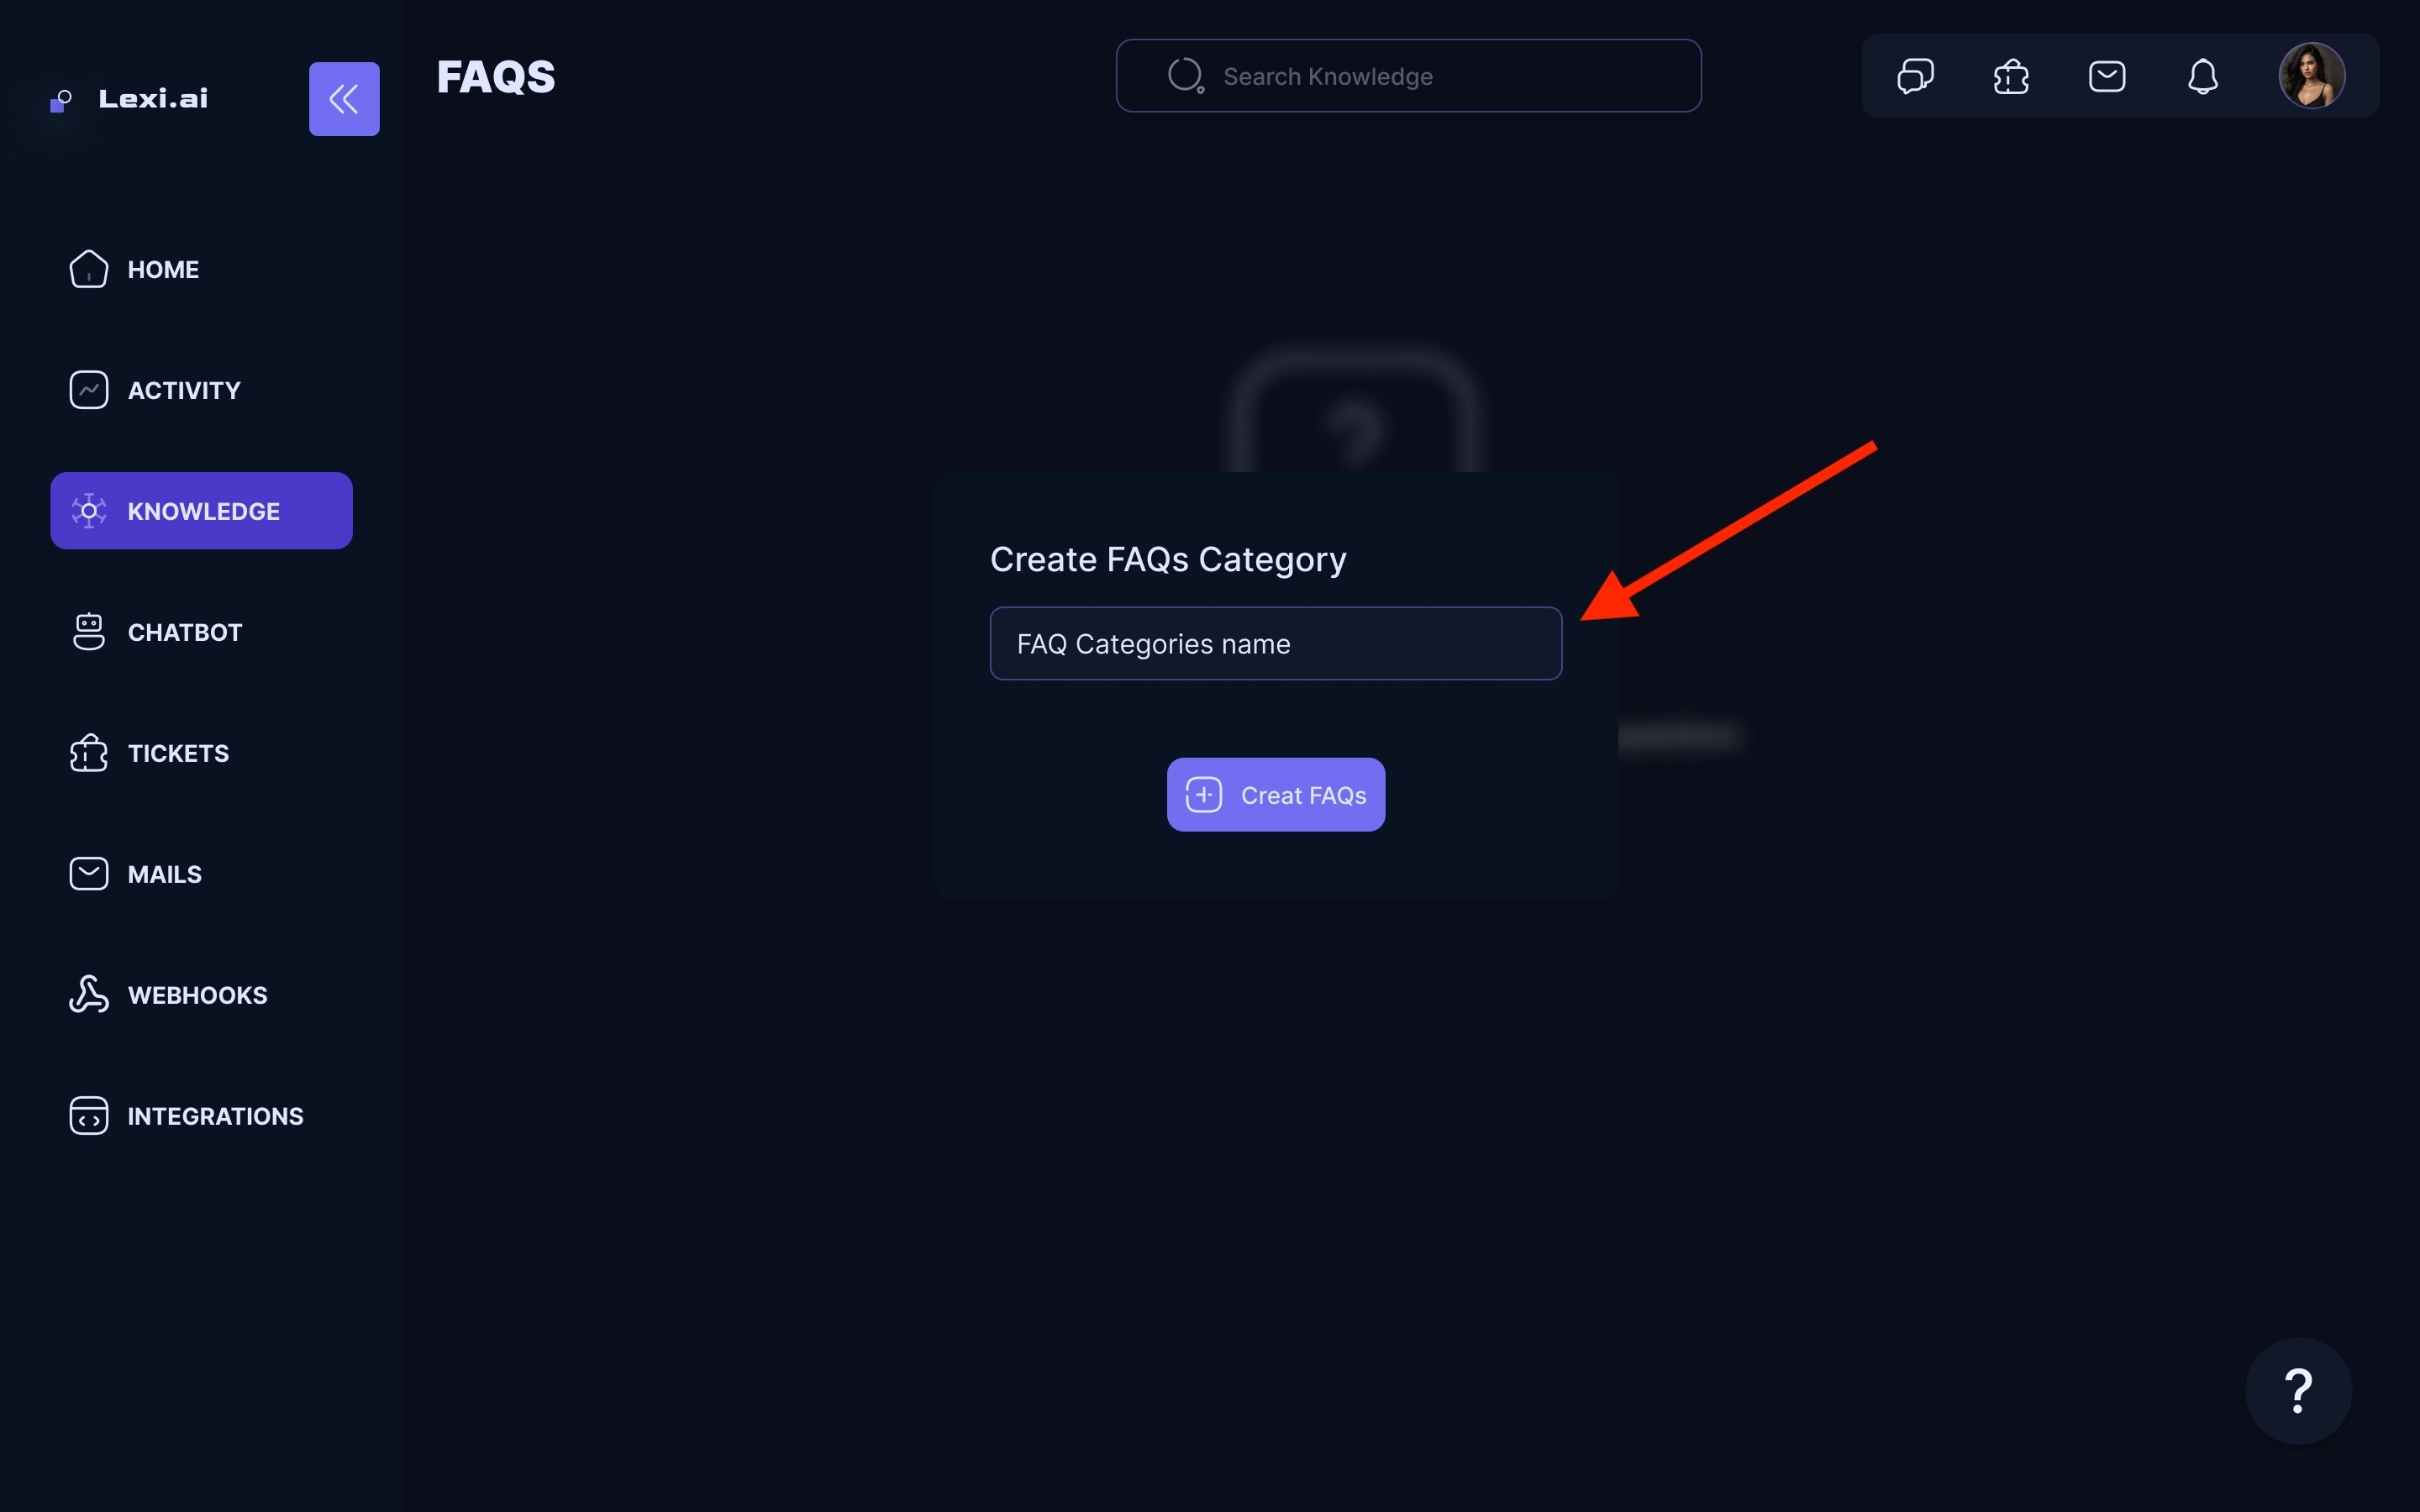 Lexi.ai
FAQS
Search Knowledge
HOME
ACTIVITY
KNOWLEDGE
CHATBOT
TICKETS
MAILS
WEBHOOKS
INTEGRATIONS
?
Create FAQs Category
FAQ Categories name
Creat FAQs
?